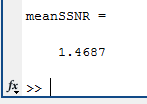 meanSSNR =
1.4687
fx >>